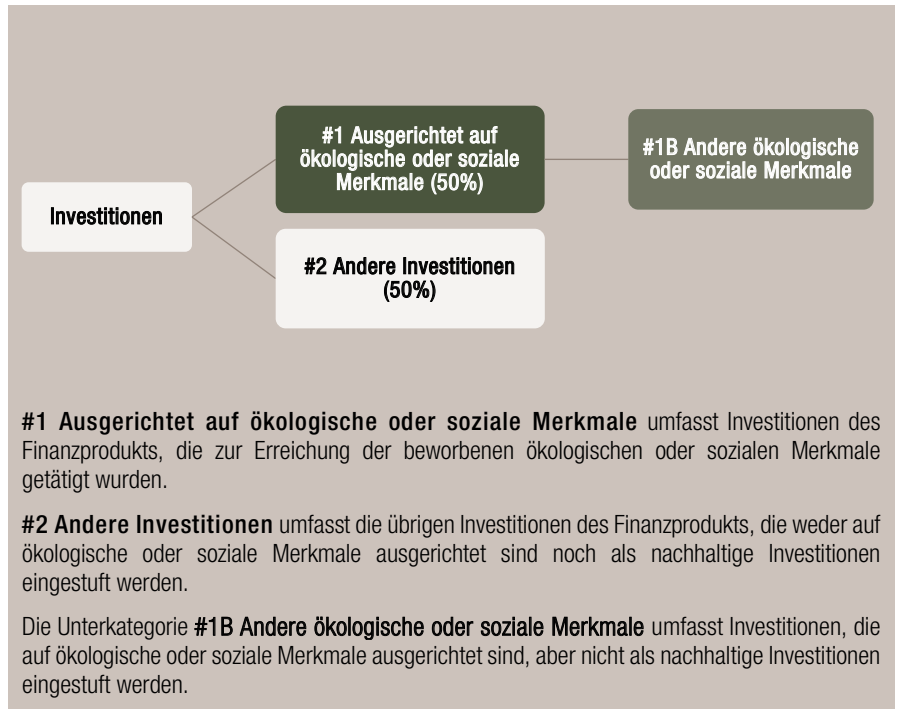 #1 Ausgerichtet auf
ökologische oder soziale
Merkmale (50%)
#1B Andere ökologische
oder soziale Merkmale
Investitionen
#2 Andere Investitionen
(50%)
#1 Ausgerichtet auf ökologische oder soziale Merkmale umfasst Investitionen des
Finanzprodukts, die zur Erreichung der beworbenen ökologischen oder sozialen Merkmale
getätigt wurden.
#2 Andere Investitionen umfasst die übrigen Investitionen des Finanzprodukts, die weder auf
ökologische oder soziale Merkmale ausgerichtet sind noch als nachhaltige Investitionen
eingestuft werden.
Die Unterkategorie #1B Andere ökologische oder soziale Merkmale umfasst Investitionen, die
auf ökologische oder soziale Merkmale ausgerichtet sind, aber nicht als nachhaltige Investitionen
eingestuft werden.